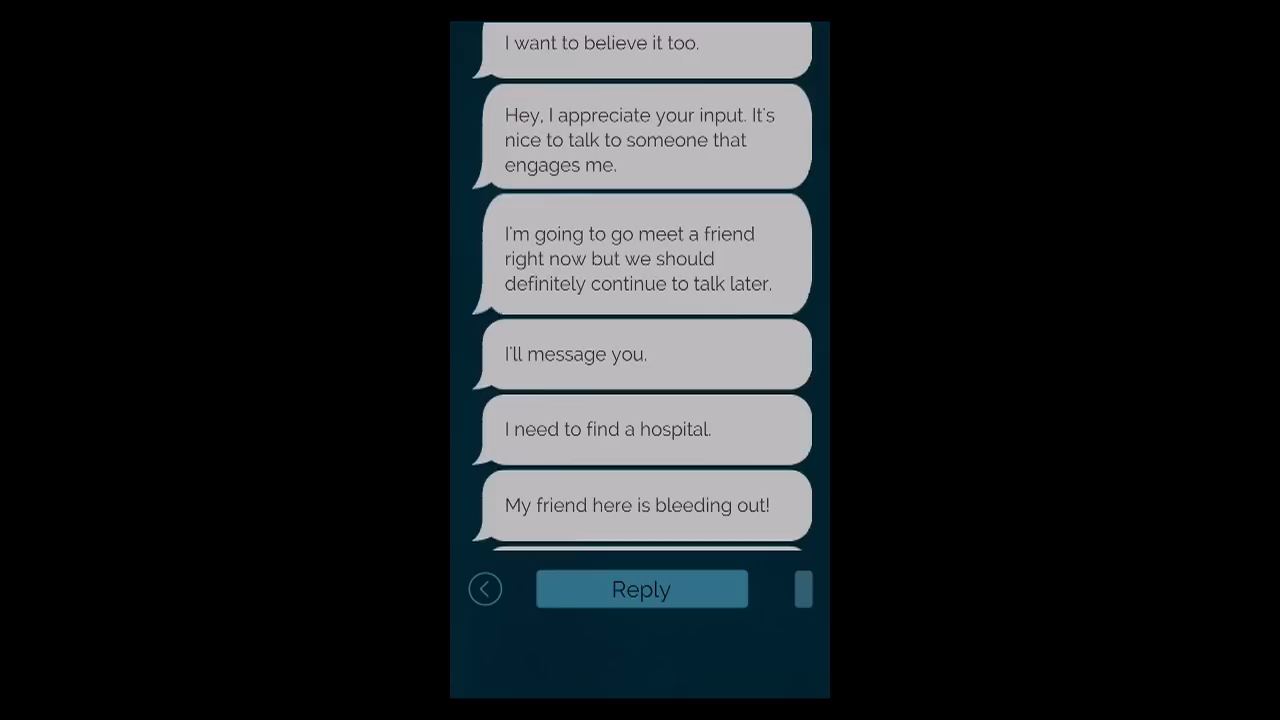 I want to believe it too.
Hey, I appreciate your input. It's
nice to talk to someone that
engages me.
I'm going to go meet a friend
right now but we should
definitely continue to talk later.
I'll message you.
I need to find a hospital.
My friend here is bleeding out!
Reply